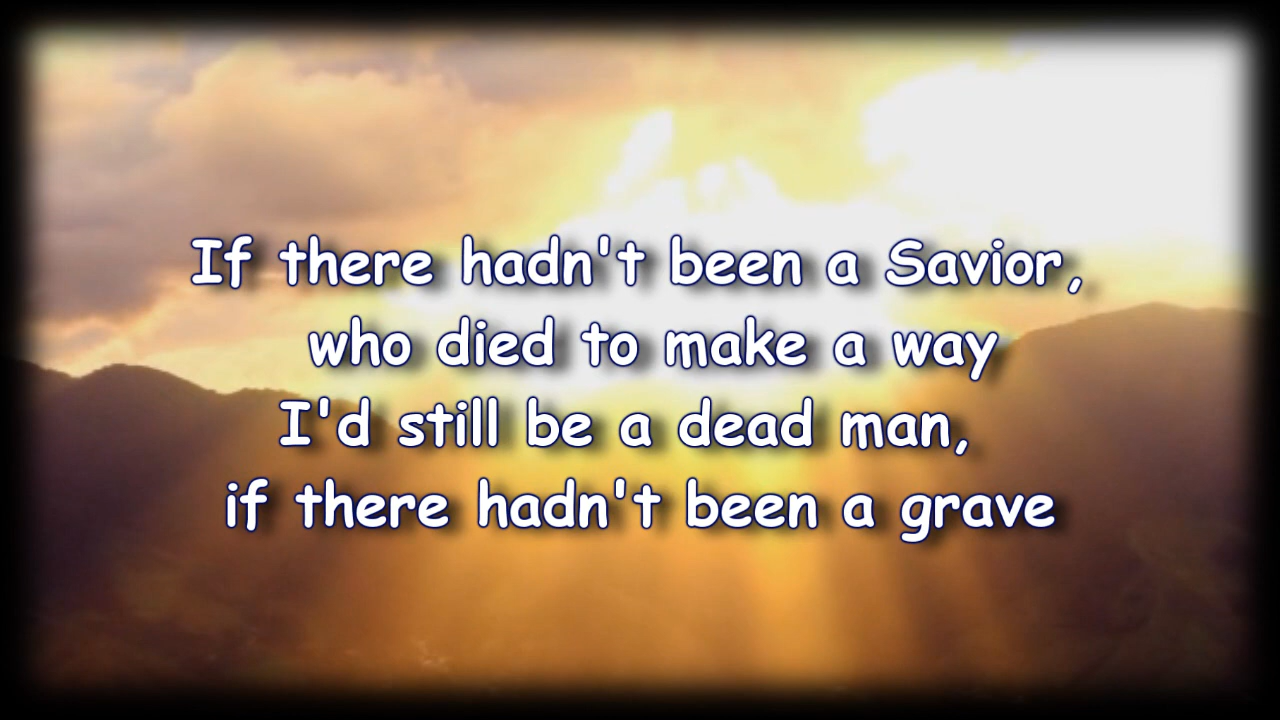 If there hadn't been a Savior,
who died to make a way
I'd still be a dead man,
if there hadn't been a grave